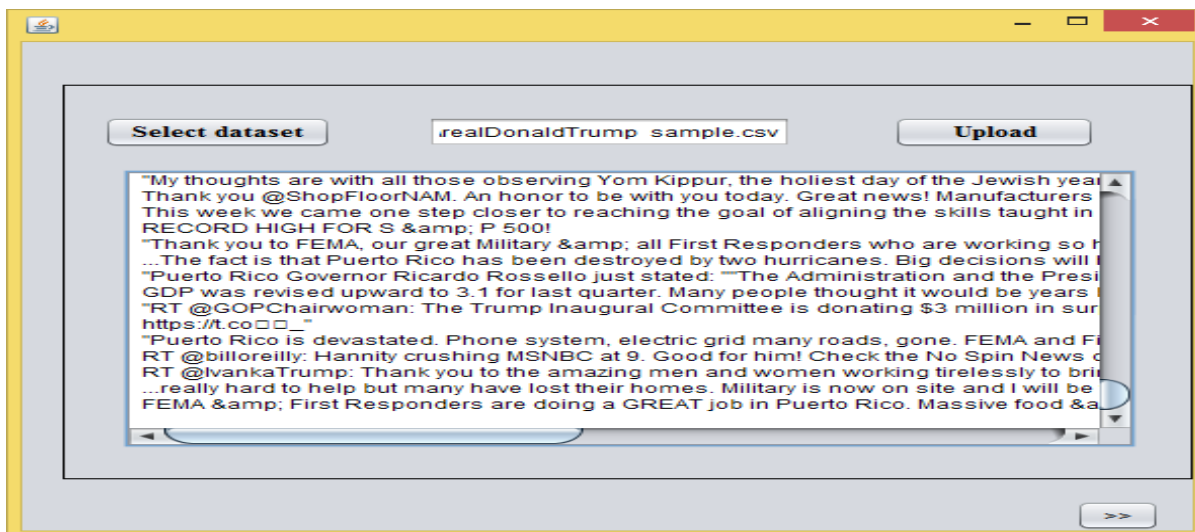 Select dataset realDonaldTrump sample.csv Upload
"My thoughts are with all those observing Yom Kippur, the holiest day of the Jewish year
Thank you @ShopFloorNAM. An honor to be with you today. Great news! Manufacturers
This week we came one step closer to reaching the goal of aligning the skills taught in
RECORD HIGH FOR S &amp; P 500!
"Thank you to FEMA, our great Military &amp; all First Responders who are working so
...The fact is that Puerto Rico has been destroyed by two hurricanes. Big decisions will
"Puerto Rico Governor Ricardo Rossello just stated: ""The Administration and the Presi
GDP was revised upward to 3.1 for last quarter. Many people thought it would be years
"RT @GOPChairwoman: The Trump Inaugural Committee is donating $3 million in sur
https://t.co□□_"
"Puerto Rico is devastated. Phone system, electric grid many roads, gone. FEMA and Fi
RT @billoreilly: Hannity crushing MSNBC at 9. Good for him! Check the No Spin News
RT @IvankaTrump: Thank you to the amazing men and women working tirelessly to bri
...really hard to help but many have lost their homes. Military is now on site and I will be
FEMA &amp; First Responders are doing a GREAT job in Puerto Rico. Massive food &a
>>